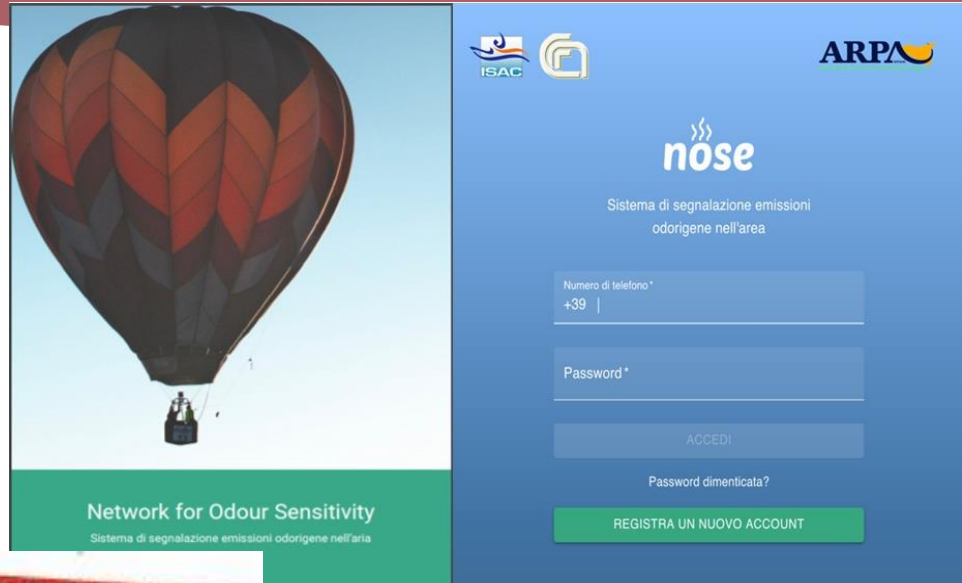 Network for Odour Sensitivity
Sistema di segnalazione emissioni odorigene nell'aria
ISAC
ARPA
nose
Sistema di segnalazione emissioni
odorigene nell'area
Numero di telefono *
+39
Password *
ACCEDI
Password dimenticata?
REGISTRA UN NUOVO ACCOUNT